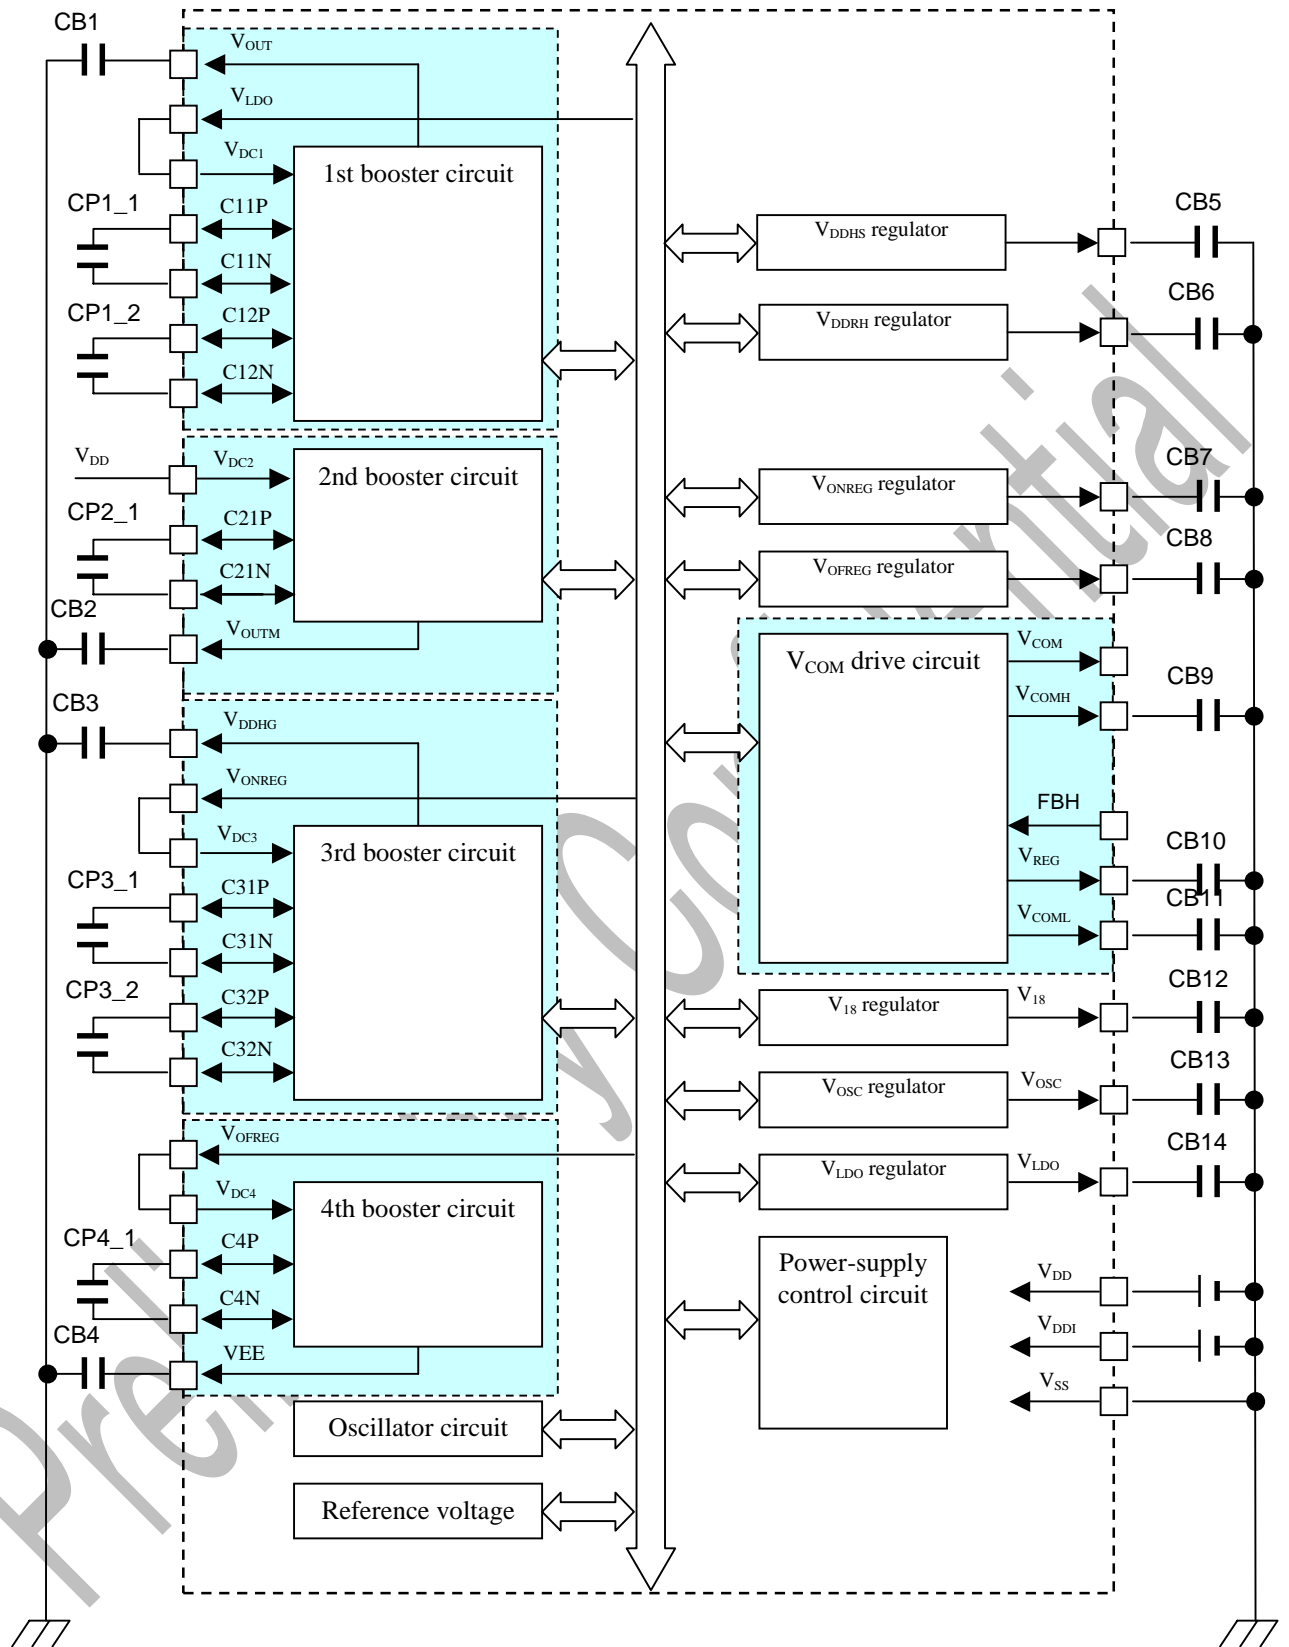 CB1
VOUT
VLDO
VDC1
1st booster circuit
CP1_1
C11P
C11N
CP1_2
C12P
C12N
VDD
VDC2
2nd booster circuit
CP2_1
C21P
C21N
CB2
VOUTM
CB3
VDDHG
VONREG
VDC3
3rd booster circuit
CP3_1
C31P
C31N
CP3_2
C32P
C32N
VOFREG
VDC4
4th booster circuit
CP4_1
C4P
C4N
CB4
VEE
Oscillator circuit
Reference voltage
VDDHS regulator
CB5
VDDRH regulator
CB6
VONREG regulator
CB7
VOFREG regulator
CB8
VCOM drive circuit
VCOM
VCOMH
CB9
FBH
VREG
CB10
VCOML
CB11
V18 regulator
V18
CB12
VOSC regulator
VOSC
CB13
VLDO regulator
VLDO
CB14
Power-supply
control circuit
VDD
VDDI
VSS